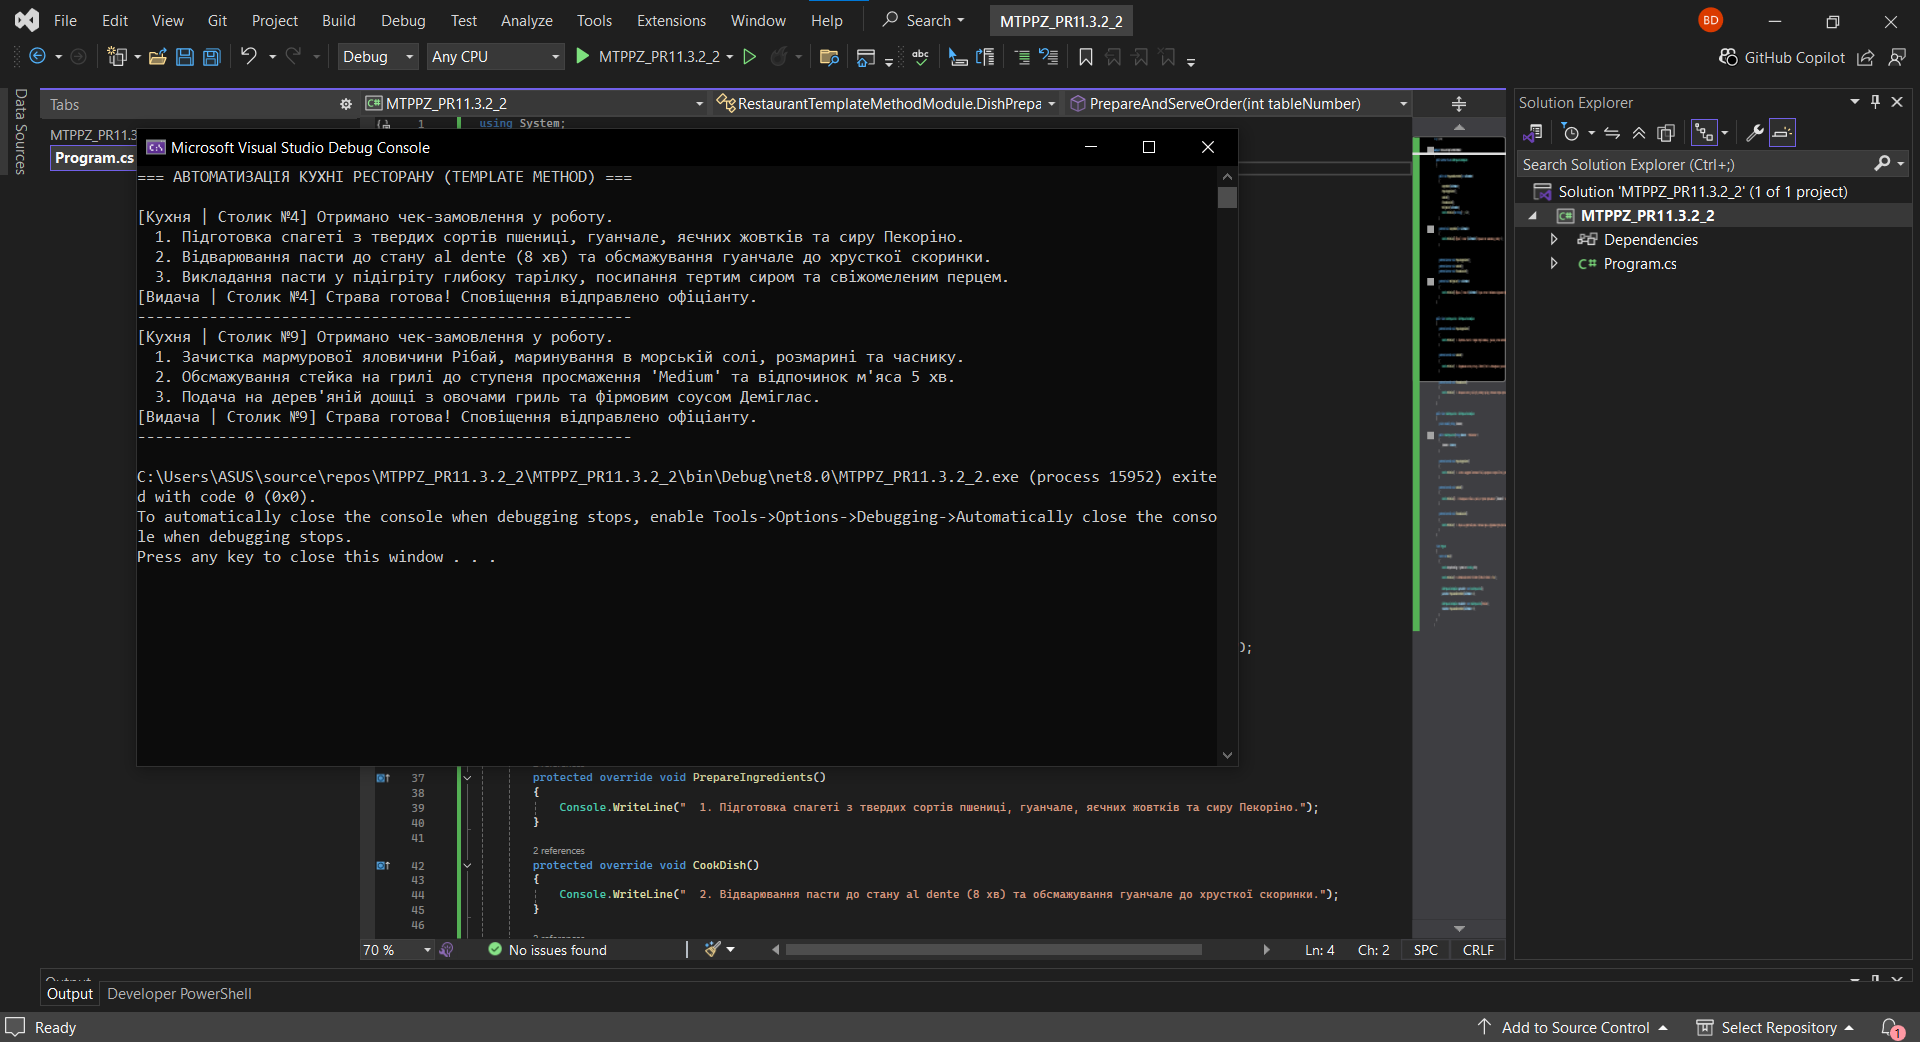 File Edit View Git Project Build Debug Test Analyze Tools Extensions Window Help Search MTPPZ_PR11.3.2_2 BD
Debug Any CPU MTPPZ_PR11.3.2_2 GitHub Copilot
Data Sources
Tabs
MTPPZ_PR11.3
Program.cs
MTPPZ_PR11.3.2_2 RestaurantTemplateMethodModule.DishPrepa PrepareAndServeOrder(int tableNumber)
1 using System;
Microsoft Visual Studio Debug Console
=== АВТОМАТИЗАЦІЯ КУХНІ РЕСТОРАНУ (TEMPLATE METHOD) ===
[Кухня | Столик №4] Отримано чек-замовлення у роботу.
1. Підготовка спагеті з твердих сортів пшениці, гуанчале, яєчних жовтків та сиру Пекоріно.
2. Відварювання пасти до стану al dente (8 хв) та обсмажування гуанчале до хрусткої скоринки.
3. Викладання пасти у підігріту глибоку тарілку, посипання тертим сиром та свіжомеленим перцем.
[Видача | Столик №4] Страва готова! Сповіщення відправлено офіціанту.
-------------------------------------------------------
[Кухня | Столик №9] Отримано чек-замовлення у роботу.
1. Зачистка мармурової яловичини Рібай, маринування в морській солі, розмарині та часнику.
2. Обсмажування стейка на грилі до ступеня просмаження 'Medium' та відпочинок м'яса 5 хв.
3. Подача на дерев'яній дошці з овочами гриль та фірмовим соусом Деміглас.
[Видача | Столик №9] Страва готова! Сповіщення відправлено офіціанту.
-------------------------------------------------------
C:\Users\ASUS\source\repos\MTPPZ_PR11.3.2_2\MTPPZ_PR11.3.2_2\bin\Debug\net8.0\MTPPZ_PR11.3.2_2.exe (process 15952) exite
d with code 0 (0x0).
To automatically close the console when debugging stops, enable Tools->Options->Debugging->Automatically close the conso
le when debugging stops.
Press any key to close this window . . .
);
37 protected override void PrepareIngredients()
38 {
39 Console.WriteLine("  1. Підготовка спагеті з твердих сортів пшениці, гуанчале, яєчних жовтків та сиру Пекоріно.");
40 }
41
2 references
42 protected override void CookDish()
43 {
44 Console.WriteLine("  2. Відварювання пасти до стану al dente (8 хв) та обсмажування гуанчале до хрусткої скоринки.");
45 }
46
70 % No issues found Ln: 4 Ch: 2 SPC CRLF
Solution Explorer
Search Solution Explorer (Ctrl+;)
Solution 'MTPPZ_PR11.3.2_2' (1 of 1 project)
MTPPZ_PR11.3.2_2
Dependencies
C# Program.cs
Output
Output Developer PowerShell
Ready Add to Source Control Select Repository 1